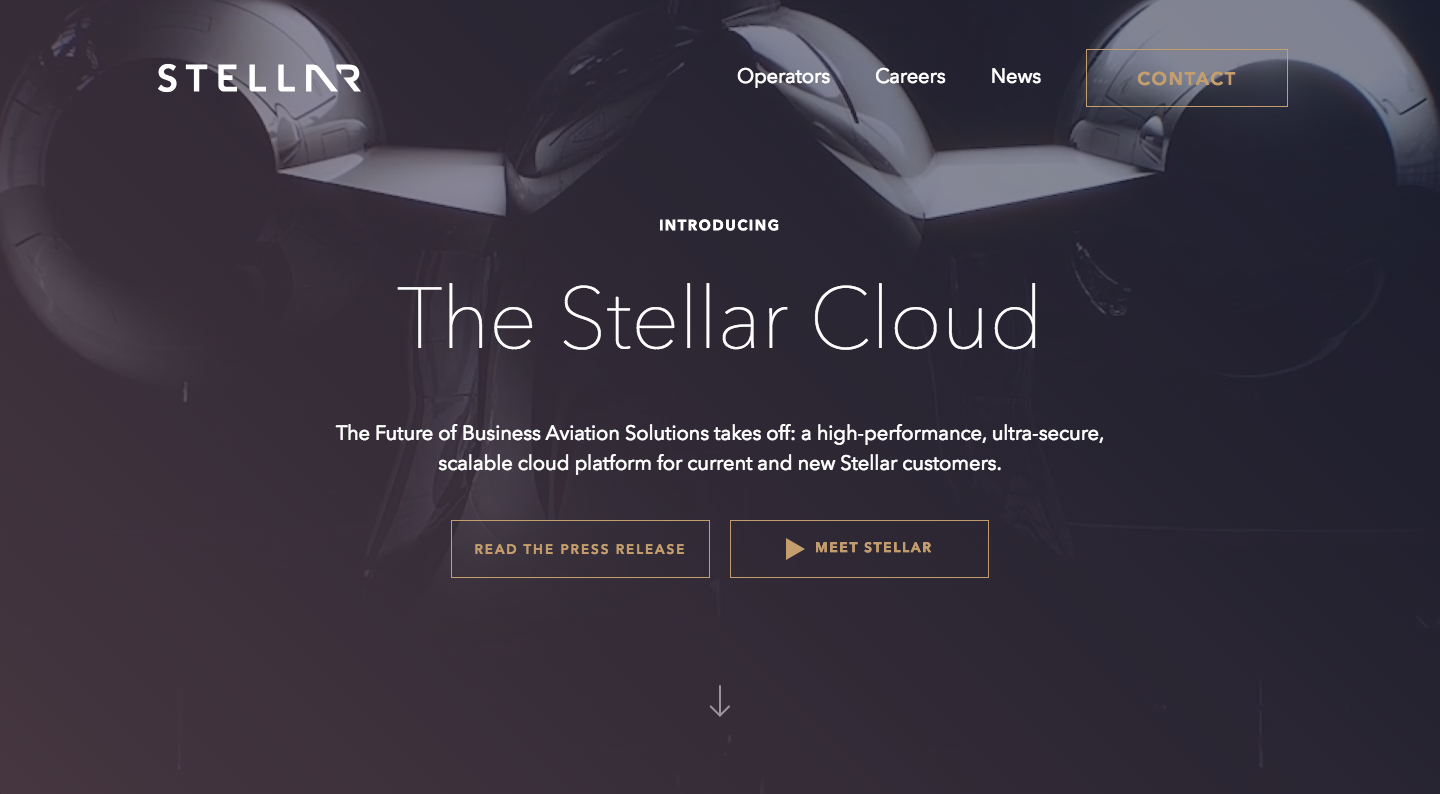 STELLAR
Operators
Careers
News
CONTACT
INTRODUCING
The Stellar Cloud
The Future of Business Aviation Solutions takes off: a high-performance, ultra-secure,
scalable cloud platform for current and new Stellar customers.
READ THE PRESS RELEASE
MEET STELLAR